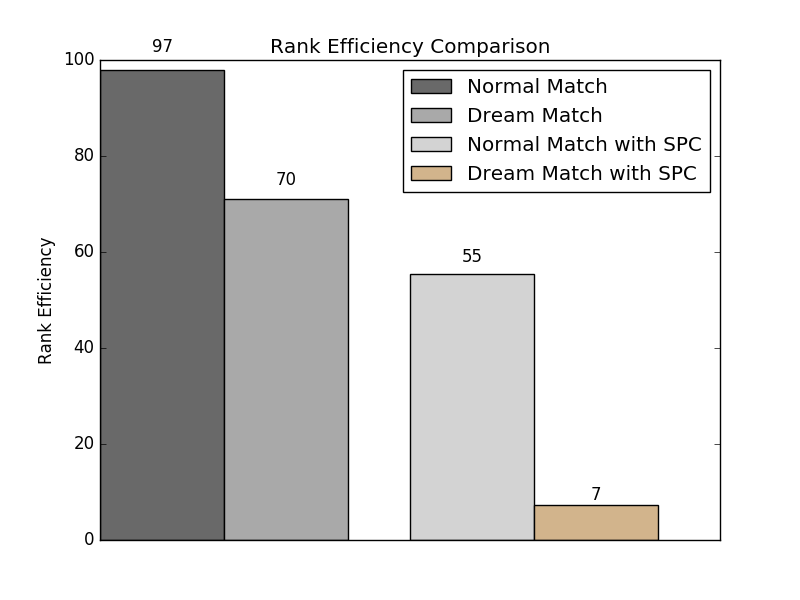 Rank Efficiency Comparison
97
70
55
7
Normal Match
Dream Match
Normal Match with SPC
Dream Match with SPC
Rank Efficiency
100
80
60
40
20
0